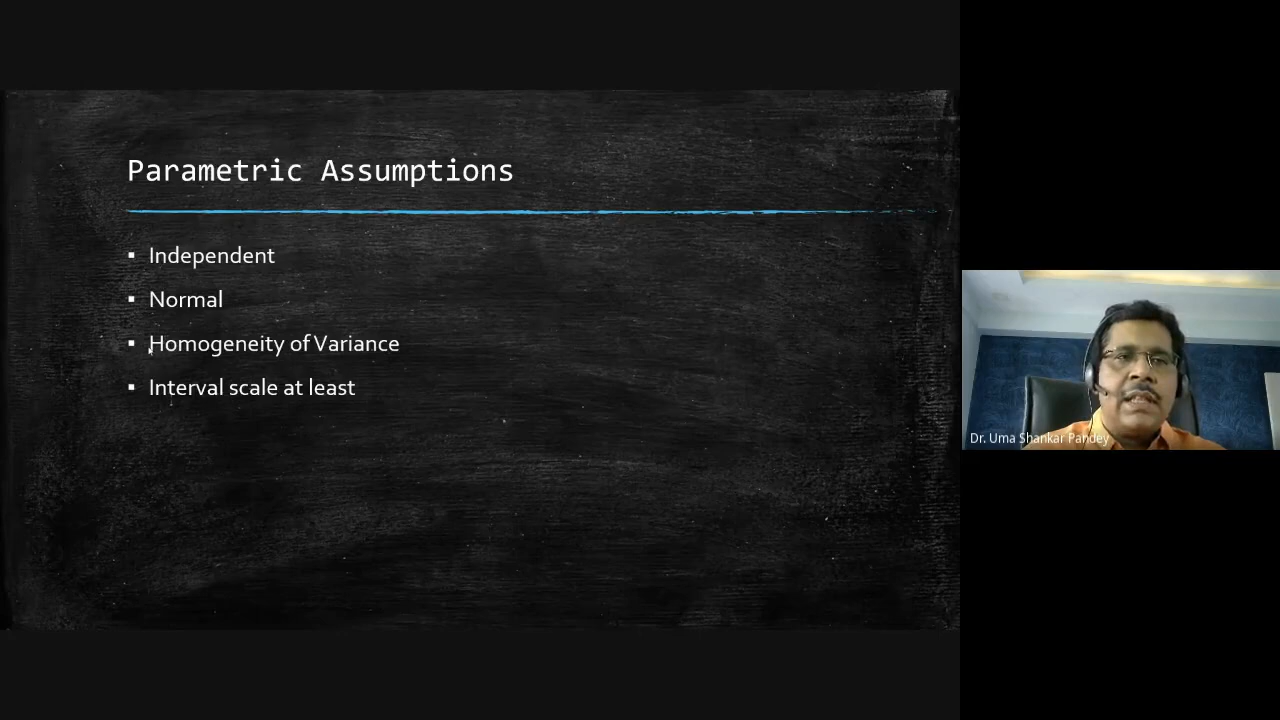 Parametric Assumptions
▪ Independent
▪ Normal
▪ Homogeneity of Variance
▪ Interval scale at least
Dr. Uma Shankar Pandey